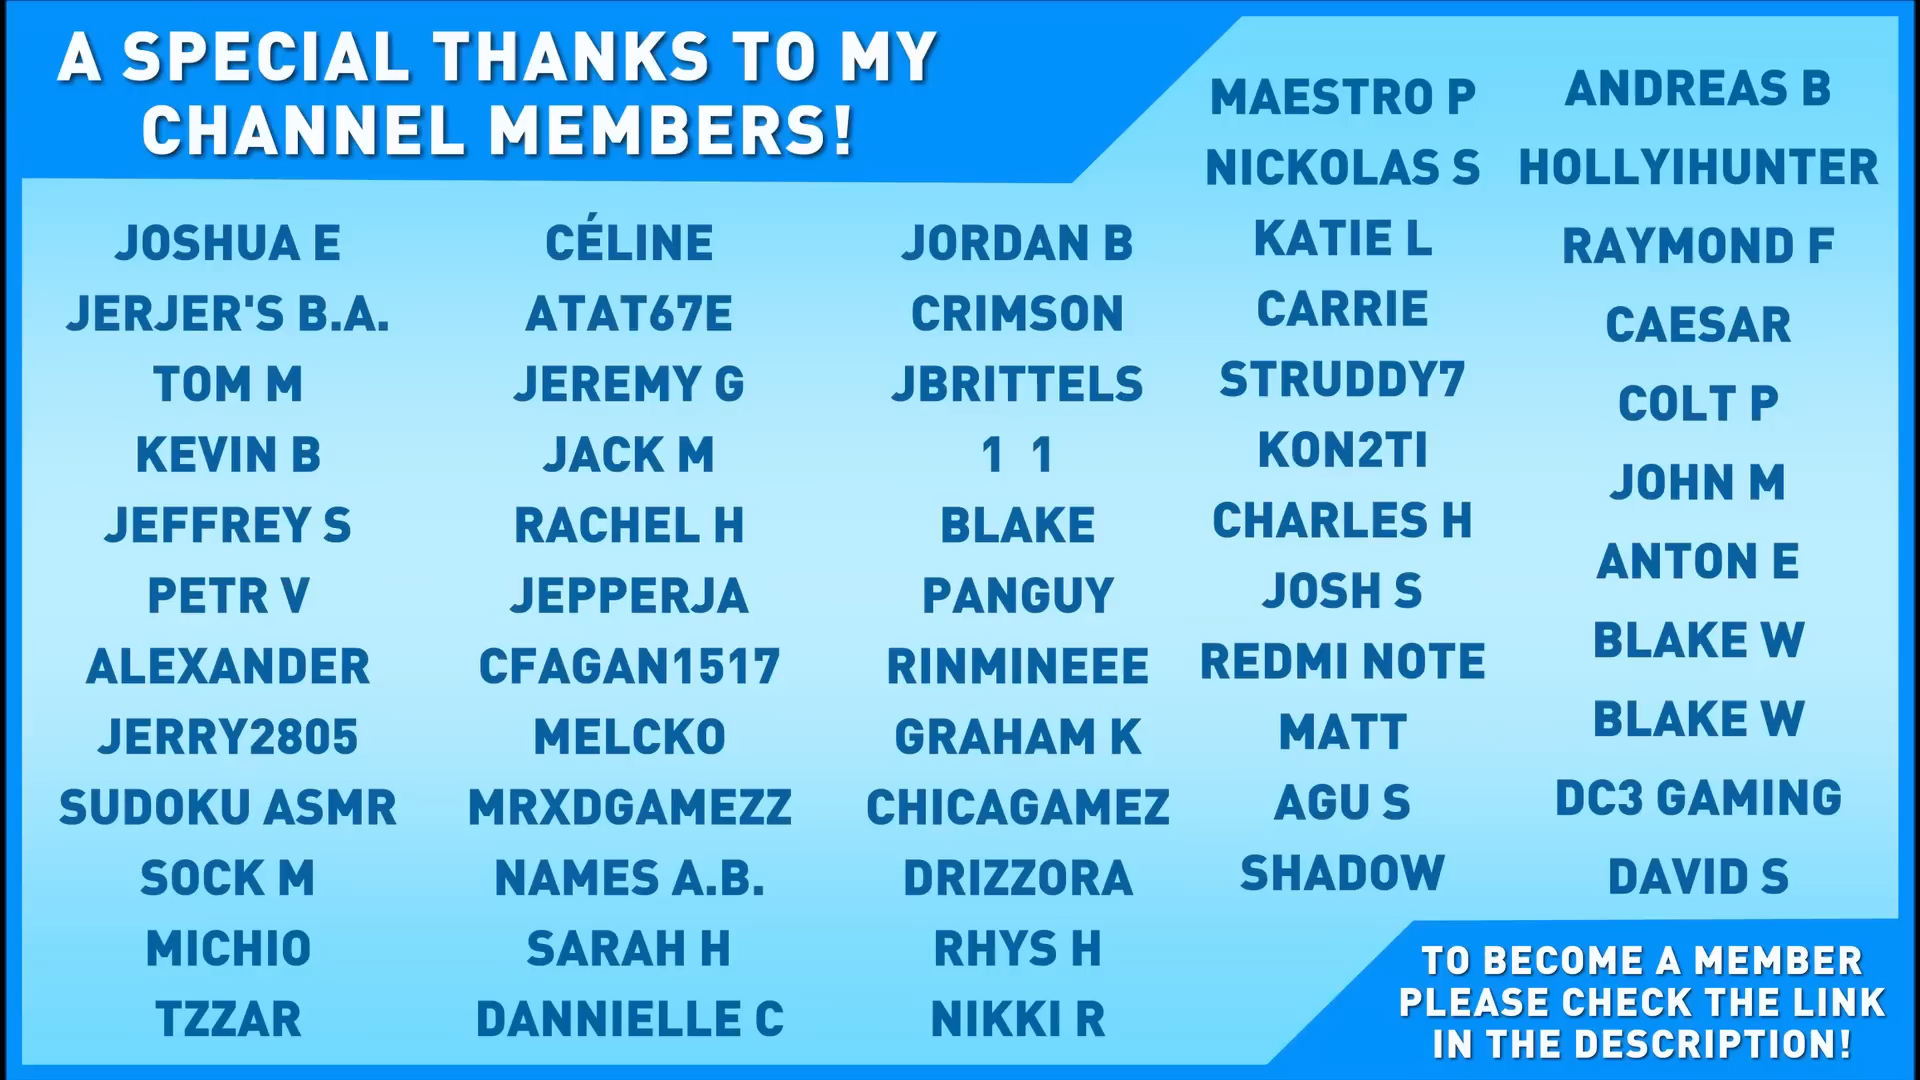 A SPECIAL THANKS TO MY
CHANNEL MEMBERS!
JOSHUA E
JERJER'S B.A.
TOM M
KEVIN B
JEFFREY S
PETR V
ALEXANDER
JERRY2805
SUDOKU ASMR
SOCK M
MICHIO
TZZAR
CÉLINE
ATAT67E
JEREMY G
JACK M
RACHEL H
JEPPERJA
CFAGAN1517
MELCKO
MRXDGAMEZZ
NAMES A.B.
SARAH H
DANNIELLE C
JORDAN B
CRIMSON
JBRITTELS
1 1
BLAKE
PANGUY
RINMINEEE
GRAHAM K
CHICAGAMEZ
DRIZZORA
RHYS H
NIKKI R
MAESTRO P
NICKOLAS S
KATIE L
CARRIE
STRUDDY7
KON2TI
CHARLES H
JOSH S
REDMI NOTE
MATT
AGU S
SHADOW
ANDREAS B
HOLLYIHUNTER
RAYMOND F
CAESAR
COLT P
JOHN M
ANTON E
BLAKE W
BLAKE W
DC3 GAMING
DAVID S
TO BECOME A MEMBER
PLEASE CHECK THE LINK
IN THE DESCRIPTION!